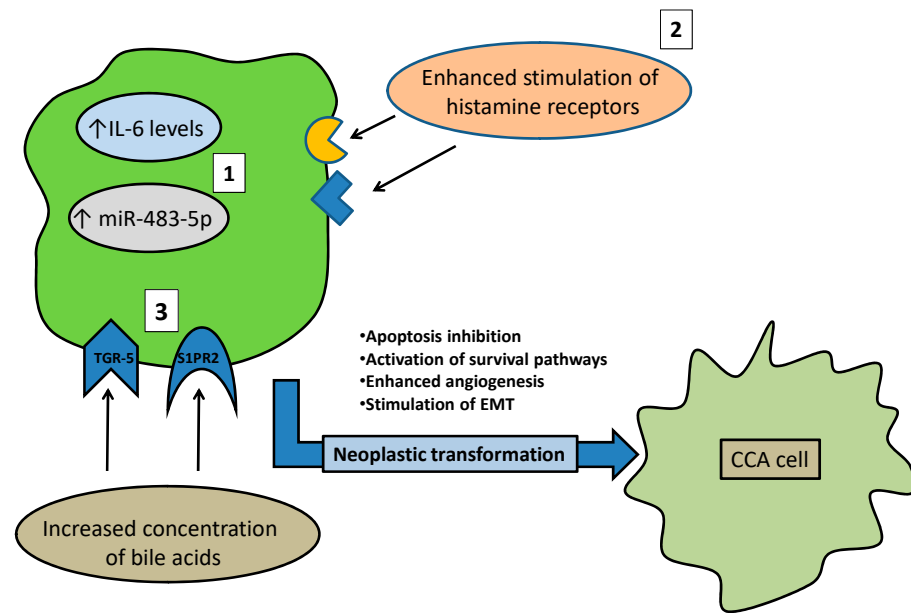 2
Enhanced stimulation of
histamine receptors
↑IL-6 levels
1
↑ miR-483-5p
3
TGR-5
S1PR2
•Apoptosis inhibition
•Activation of survival pathways
•Enhanced angiogenesis
•Stimulation of EMT
Neoplastic transformation
CCA cell
Increased concentration
of bile acids